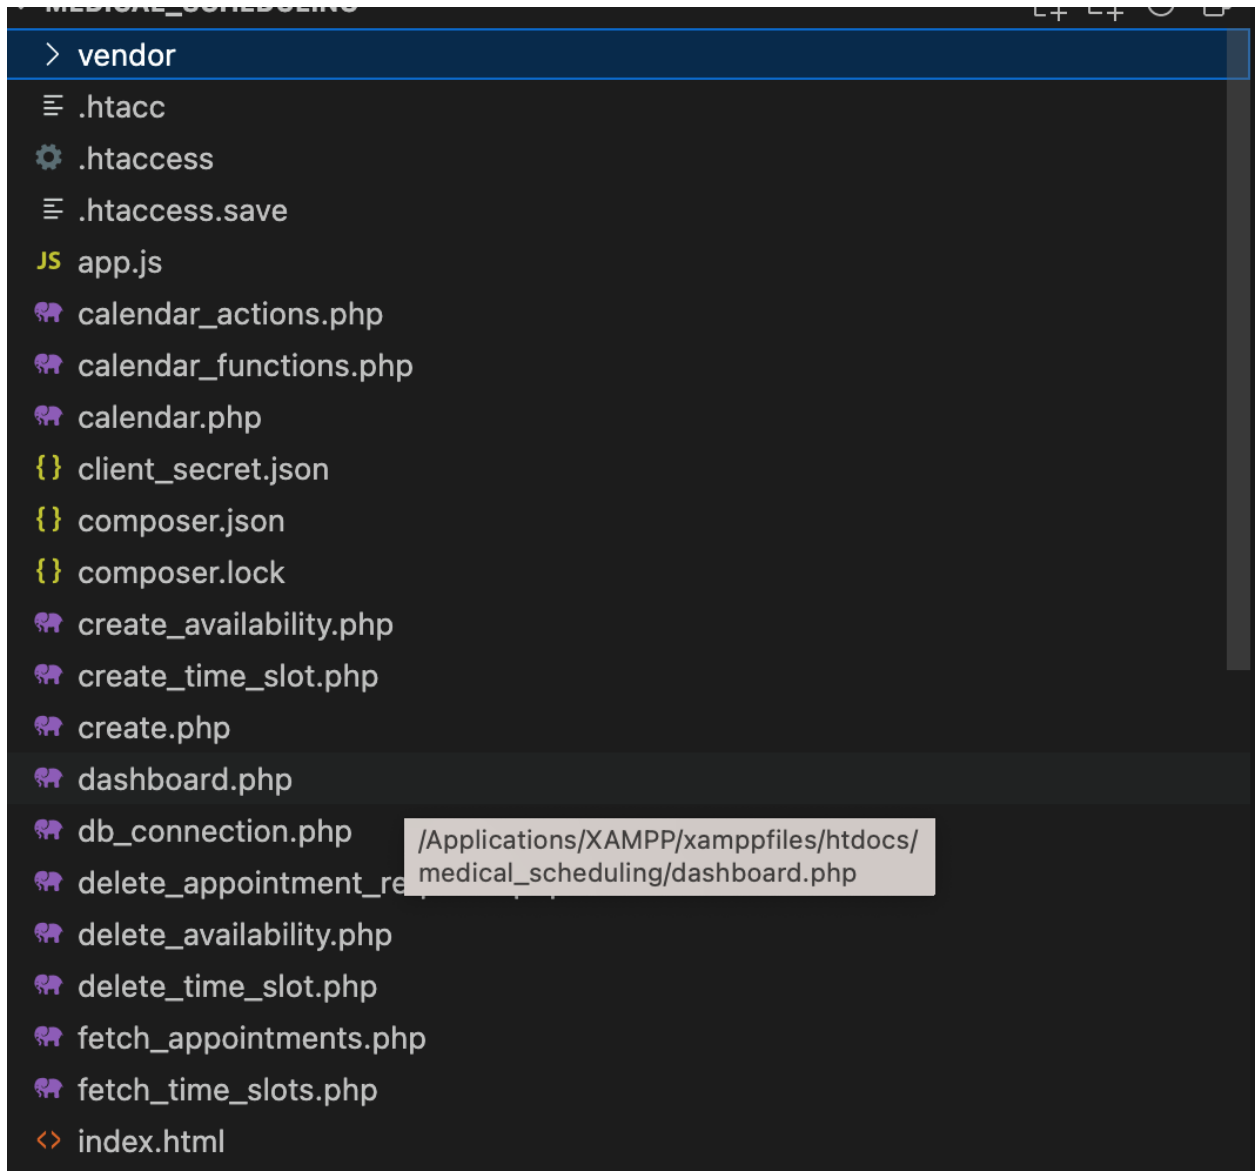 MEDICAL_SCHEDULING
vendor
.htacc
.htaccess
.htaccess.save
JS app.js
calendar_actions.php
calendar_functions.php
calendar.php
{} client_secret.json
{} composer.json
{} composer.lock
create_availability.php
create_time_slot.php
create.php
dashboard.php
db_connection.php
/Applications/XAMPP/xamppfiles/htdocs/
medical_scheduling/dashboard.php
delete_appointment_re
delete_availability.php
delete_time_slot.php
fetch_appointments.php
fetch_time_slots.php
<> index.html